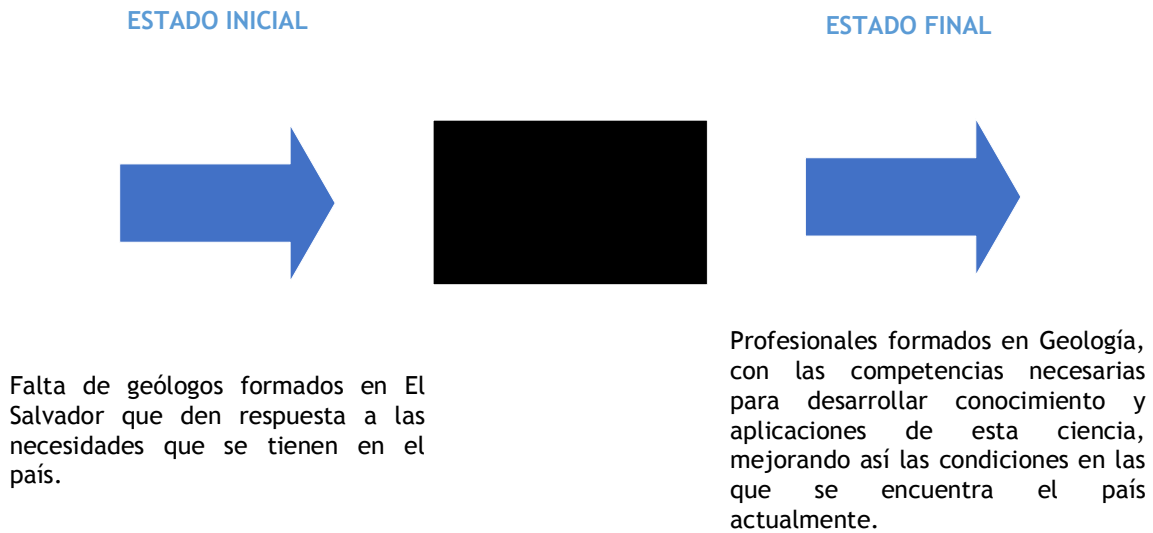 ESTADO INICIAL
ESTADO FINAL
Falta de geólogos formados en El
Salvador que den respuesta a las
necesidades que se tienen en el
país.
Profesionales formados en Geología,
con las competencias necesarias
para desarrollar conocimiento y
aplicaciones de esta ciencia,
mejorando así las condiciones en las
que se encuentra el país
actualmente.